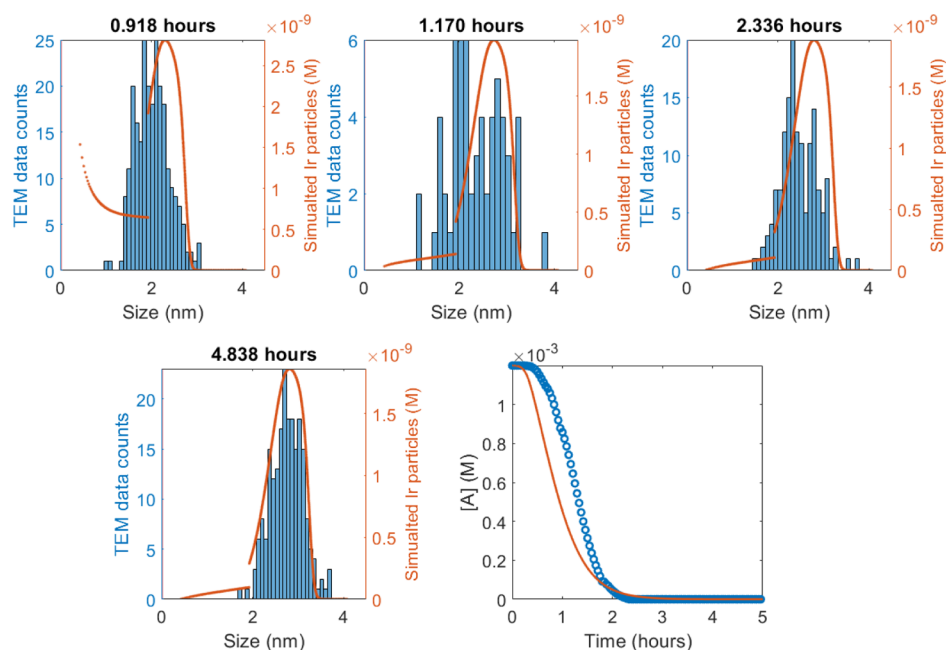 0.918 hours
×10⁻⁹
25
20
15
10
5
0
TEM data counts
2.5
2
1.5
1
0.5
0
Simualted Ir particles (M)
0 2 4
Size (nm)
1.170 hours
×10⁻⁹
6
4
2
0
TEM data counts
1.5
1
0.5
0
Simualted Ir particles (M)
0 2 4
Size (nm)
2.336 hours
×10⁻⁹
20
15
10
5
0
TEM data counts
1.5
1
0.5
0
Simualted Ir particles (M)
0 2 4
Size (nm)
4.838 hours
×10⁻⁹
20
15
10
5
0
TEM data counts
1.5
1
0.5
0
Simualted Ir particles (M)
0 2 4
Size (nm)
×10⁻³
1
0.8
0.6
0.4
0.2
0
[A] (M)
0 1 2 3 4 5
Time (hours)